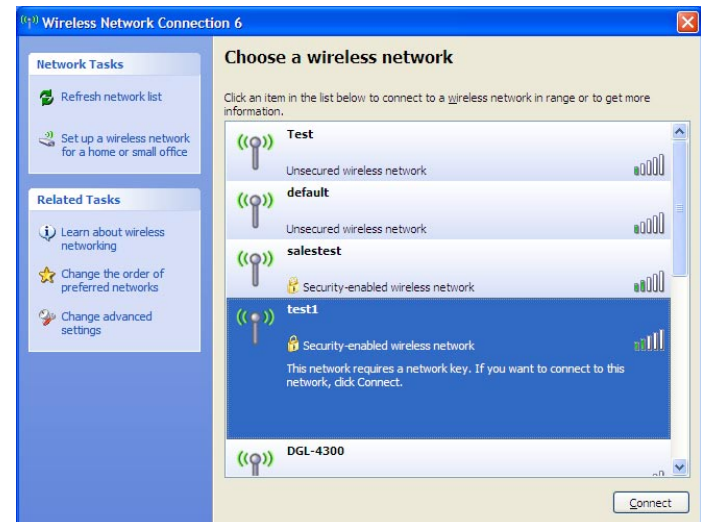 Wireless Network Connection 6
Network Tasks
Refresh network list
Set up a wireless network
for a home or small office
Related Tasks
Learn about wireless
networking
Change the order of
preferred networks
Change advanced
settings
Choose a wireless network
Click an item in the list below to connect to a wireless network in range or to get more
information.
Test
Unsecured wireless network
default
Unsecured wireless network
salestest
Security-enabled wireless network
test1
Security-enabled wireless network
This network requires a network key. If you want to connect to this
network, click Connect.
DGL-4300
Connect